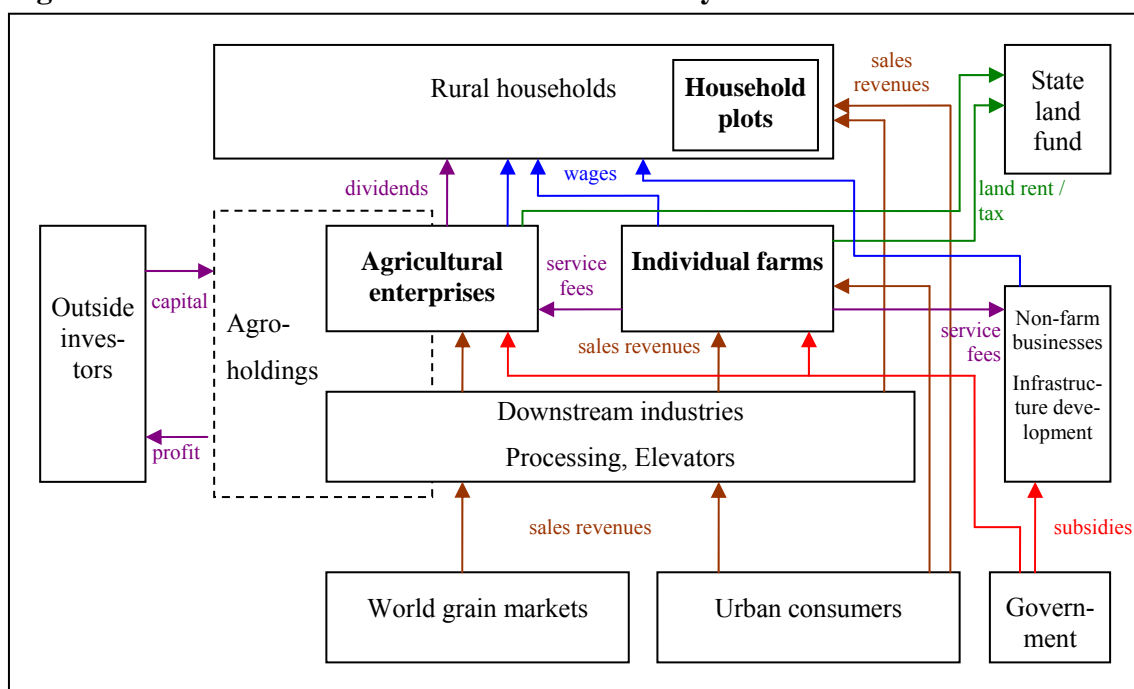 sales
revenues
Rural households
Household
plots
State
land
fund
dividends
wages
land rent /
tax
Outside
inves-
tors
capital
profit
Agro-
holdings
Agricultural
enterprises
service
fees
Individual farms
service
fees
Non-farm
businesses
Infrastruc-
ture deve-
lopment
sales revenues
Downstream industries
Processing, Elevators
sales revenues
subsidies
World grain markets
Urban consumers
Govern-
ment